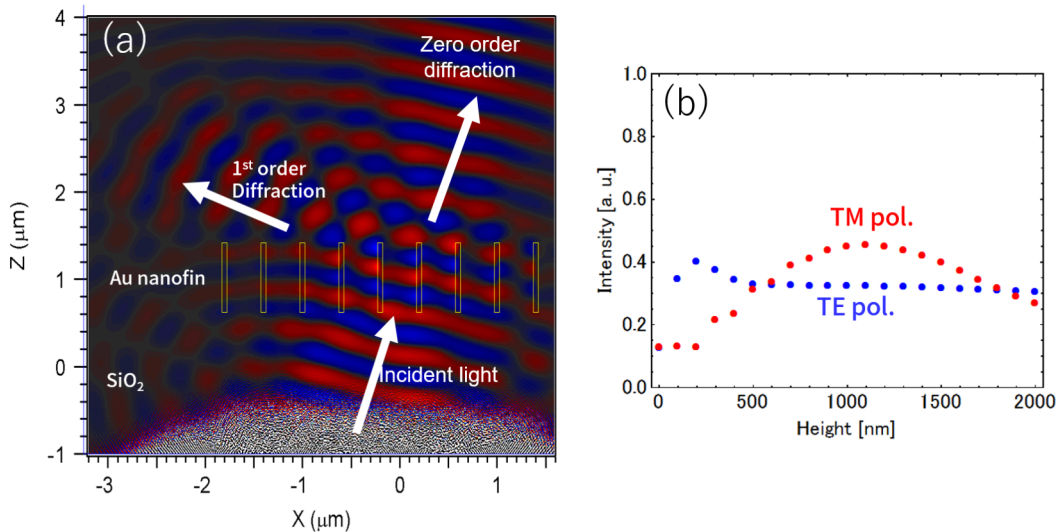 (a)
Zero order
diffraction
1st order
Diffraction
Au nanofin
SiO₂
Incident light
Z (μm)
4
3
2
1
0
-1
-3
-2
-1
0
1
X (μm)
(b)
TM pol.
TE pol.
Intensity [a. u.]
1.0
0.8
0.6
0.4
0.2
0.0
0
500
1000
1500
2000
Height [nm]